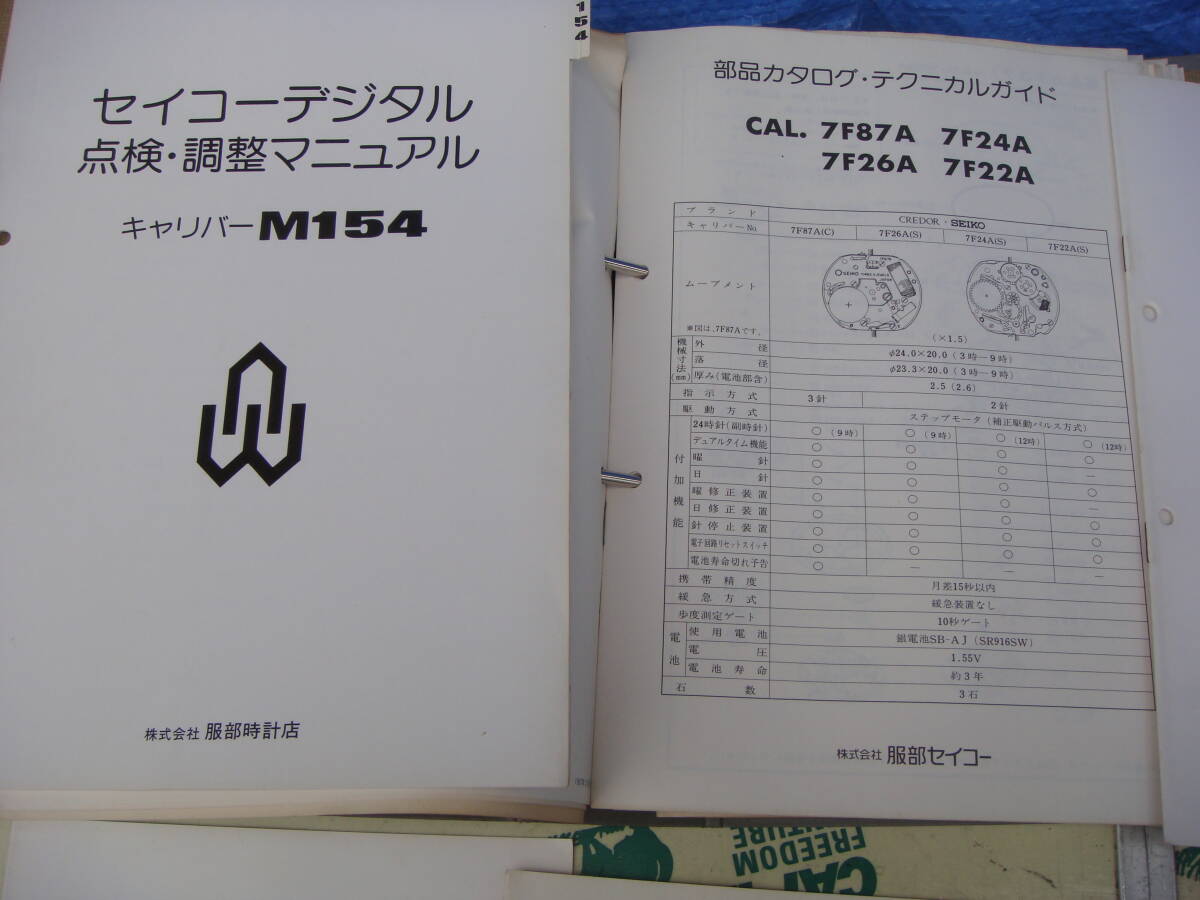 154
セイコーデジタル
点検・調整マニュアル
キャリバーM154
株式会社 服部時計店
部品カタログ・テクニカルガイド
CAL. 7F87A 7F24A
7F26A 7F22A
ブランド CREDOR・SEIKO
キャリバーNo. 7F87A(C) 7F26A(S) 7F24A(S) 7F22A(S)
ムーブメント
※図は、7F87Aです。 (×1.5)
機械寸法(mm) 外径 φ24.0×20.0 (3時―9時)
落径 φ23.3×20.0 (3時―9時)
厚み(電池部含) 2.5 (2.6)
指示方式 3針 2針
駆動方式 ステップモータ (補正駆動パルス方式)
付加機能 24時針(副時針) ○ (9時) ○ (9時) ○ (12時) ○ (12時)
デュアルタイム機能 ○ ○ ○ ○
曜針 ○ ○ ○ ―
日針 ○ ○ ○ ○
曜修正装置 ○ ○ ○ ―
日修正装置 ○ ○ ○ ○
針停止装置 ○ ○ ○ ○
電子回路リセットスイッチ ○ ○ ○ ○
電池寿命切れ予告 ○ ― ― ―
携帯精度 月差15秒以内
緩急方式 緩急装置なし
歩度測定ゲート 10秒ゲート
電池 使用電池 銀電池SB-AJ (SR916SW)
電圧 1.55V
電池寿命 約3年
石数 3石
株式会社 服部セイコー
FREEDOM